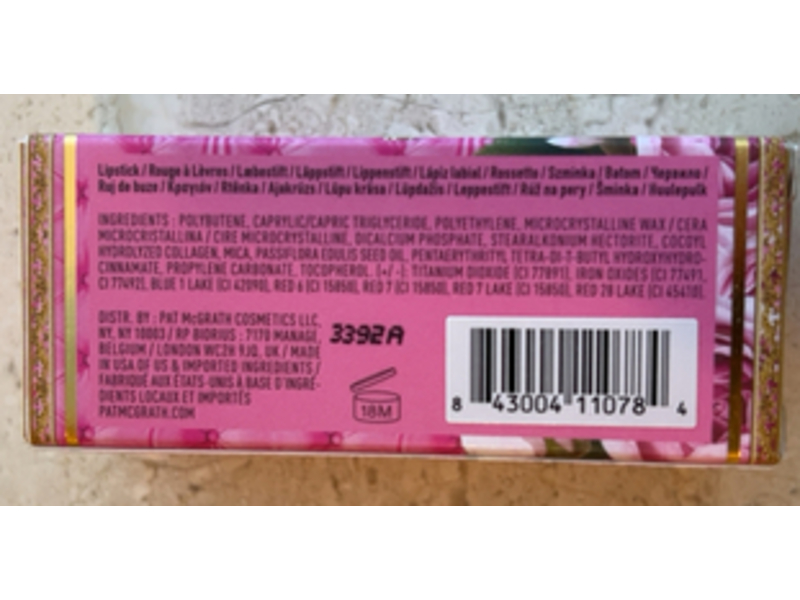 Lipstick / Rouge à Lèvres / Læbestift / Läppstift / Lippenstift / Lápiz labial / Rossetto / Szminka / Batom / Червило /
Ruj de buze / Κραγιόν / Rtěnka / Ajakrúzs / Lūpu krāsa / Lūpdažis / Leppestift / Rúž na pery / Šminka / Huulepulk
INGREDIENTS : POLYBUTENE, CAPRYLIC/CAPRIC TRIGLYCERIDE, POLYETHYLENE, MICROCRYSTALLINE WAX / CERA
MICROCRISTALLINA / CIRE MICROCRISTALLINE, DICALCIUM PHOSPHATE, STEARALKONIUM HECTORITE, COCOYL
HYDROLYZED COLLAGEN, MICA, PASSIFLORA EDULIS SEED OIL, PENTAERYTHRITYL TETRA-DI-T-BUTYL HYDROXYHYDRO-
CINNAMATE, PROPYLENE CARBONATE, TOCOPHEROL. [+/-]: TITANIUM DIOXIDE [CI 77891], IRON OXIDES [CI 77491,
CI 77492], BLUE 1 LAKE [CI 42090], RED 6 [CI 15850], RED 7 [CI 15850], RED 7 LAKE [CI 15850], RED 28 LAKE [CI 45410].
DISTR. BY : PAT McGRATH COSMETICS LLC,
NY, NY 10003 / RP BIORIUS : 7170 MANAGE,
BELGIUM / LONDON WC2H 9JQ, UK / MADE
IN USA OF US & IMPORTED INGREDIENTS /
FABRIQUÉ AUX ÉTATS-UNIS À BASE D'INGRÉ-
DIENTS LOCAUX ET IMPORTÉS
PATMCGRATH.COM
3392A
18M
8 43004 11078 4